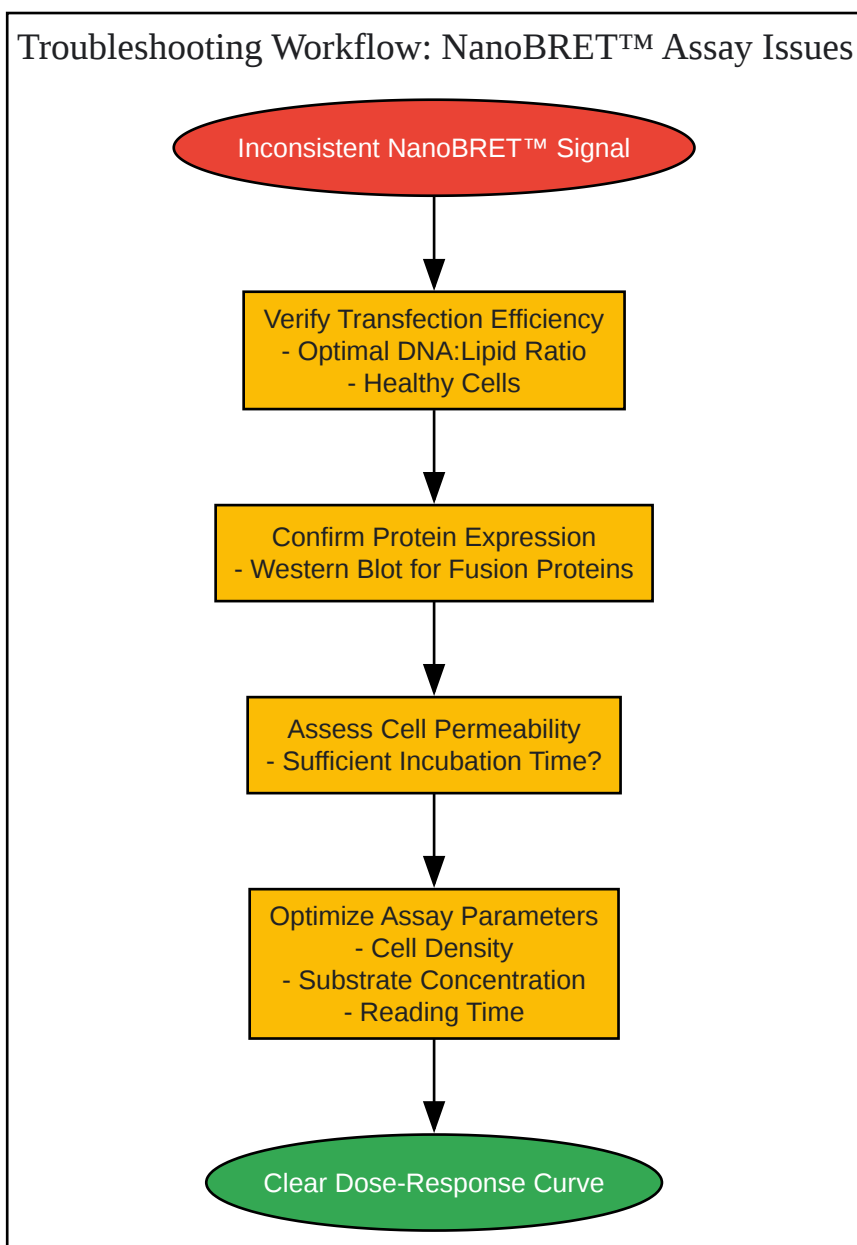 Troubleshooting Workflow: NanoBRET™ Assay Issues
Inconsistent NanoBRET™ Signal
Verify Transfection Efficiency
- Optimal DNA:Lipid Ratio
- Healthy Cells
Confirm Protein Expression
- Western Blot for Fusion Proteins
Assess Cell Permeability
- Sufficient Incubation Time?
Optimize Assay Parameters
- Cell Density
- Substrate Concentration
- Reading Time
Clear Dose-Response Curve